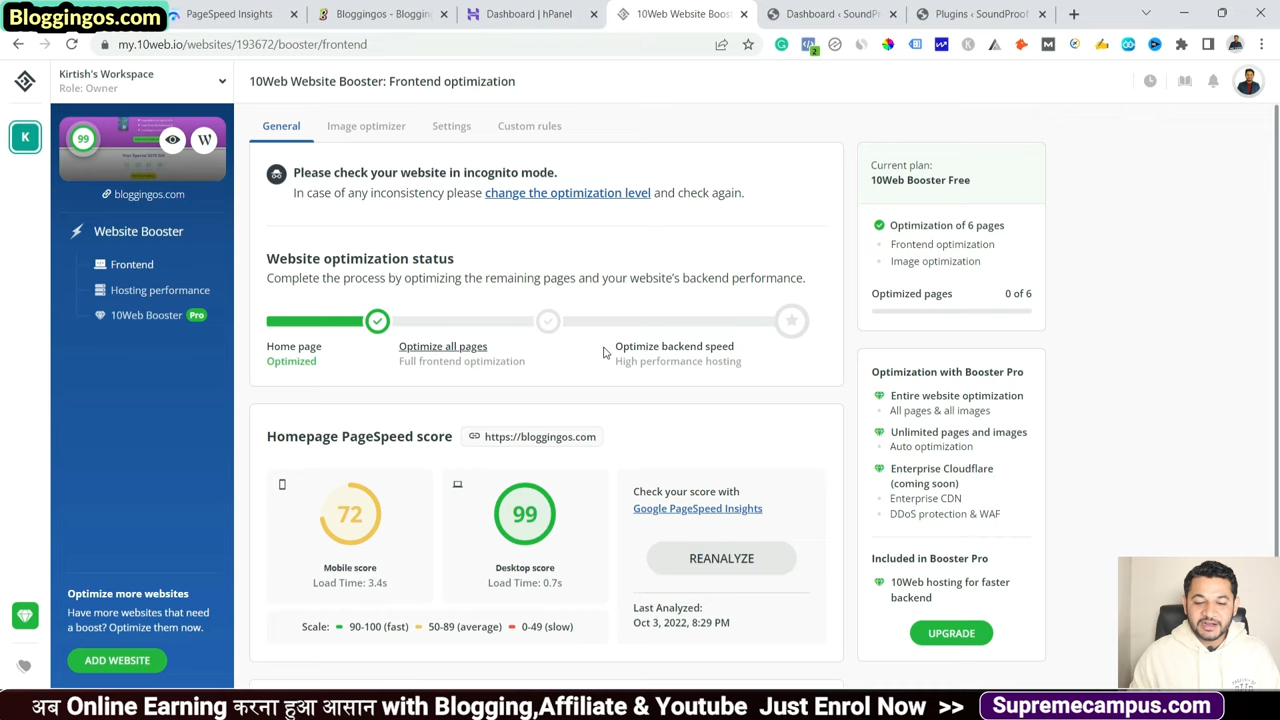 Bloggingos.com
PageSpeed Insights
Bloggingos - Blogging
Dashboard | hPanel
10Web Website Boos
Dashboard ‹ SoundPr
Plugins ‹ SoundProof
my.10web.io/websites/193672/booster/frontend
2
Kirtish's Workspace
Role: Owner
10Web Website Booster: Frontend optimization
K
99
W
bloggingos.com
Website Booster
Frontend
Hosting performance
10Web Booster Pro
Optimize more websites
Have more websites that need
a boost? Optimize them now.
ADD WEBSITE
General
Image optimizer
Settings
Custom rules
Please check your website in incognito mode.
In case of any inconsistency please change the optimization level and check again.
Website optimization status
Complete the process by optimizing the remaining pages and your website's backend performance.
Home page
Optimized
Optimize all pages
Full frontend optimization
Optimize backend speed
High performance hosting
Homepage PageSpeed score
https://bloggingos.com
72
Mobile score
Load Time: 3.4s
99
Desktop score
Load Time: 0.7s
Scale: 90-100 (fast) 50-89 (average) 0-49 (slow)
Check your score with
Google PageSpeed Insights
REANALYZE
Last Analyzed:
Oct 3, 2022, 8:29 PM
Current plan:
10Web Booster Free
Optimization of 6 pages
Frontend optimization
Image optimization
Optimized pages 0 of 6
Optimization with Booster Pro
Entire website optimization
All pages & all images
Unlimited pages and images
Auto optimization
Enterprise Cloudflare
(coming soon)
Enterprise CDN
DDoS protection & WAF
Included in Booster Pro
10Web hosting for faster
backend
UPGRADE
अब Online Earning करना हुआ आसान with Blogging,Affiliate & Youtube Just Enrol Now >>
Supremecampus.com